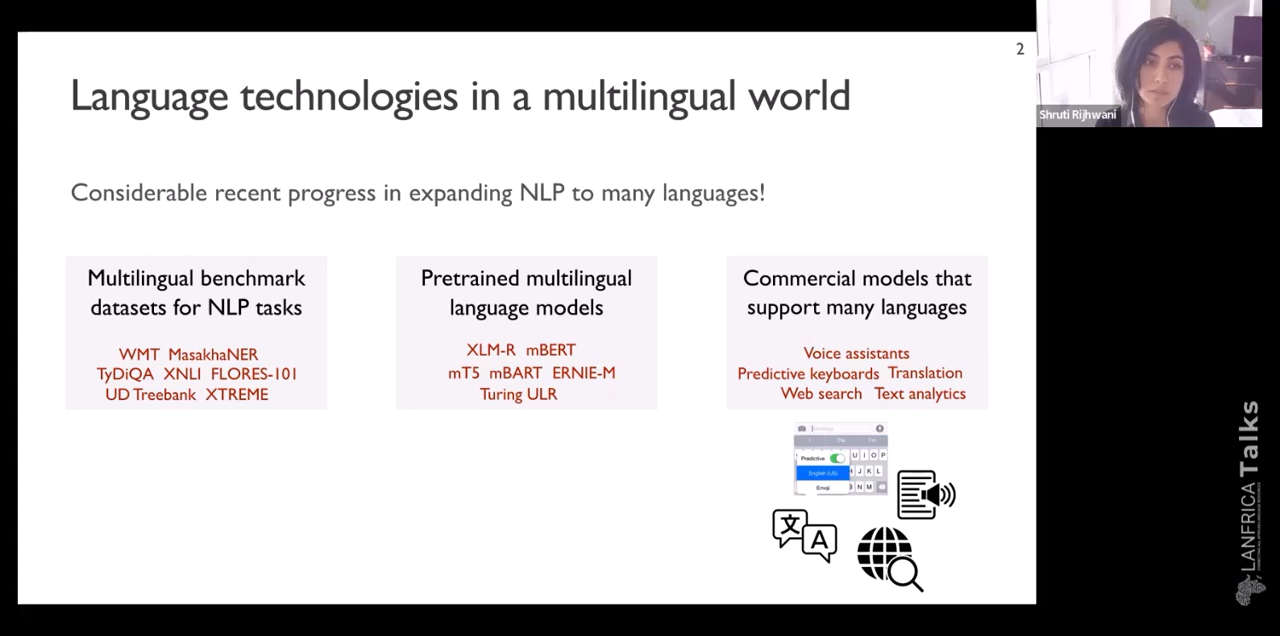 2
Language technologies in a multilingual world
Considerable recent progress in expanding NLP to many languages!
Multilingual benchmark
datasets for NLP tasks
WMT MasakhaNER
TyDiQA XNLI FLORES-101
UD Treebank XTREME
Pretrained multilingual
language models
XLM-R mBERT
mT5 mBART ERNIE-M
Turing ULR
Commercial models that
support many languages
Voice assistants
Predictive keyboards Translation
Web search Text analytics
I The I'm
Predictive U I O P
English (US) H J K L
Emoji B N M
文 A
Shruti Rijhwani
LANFRICA Talks